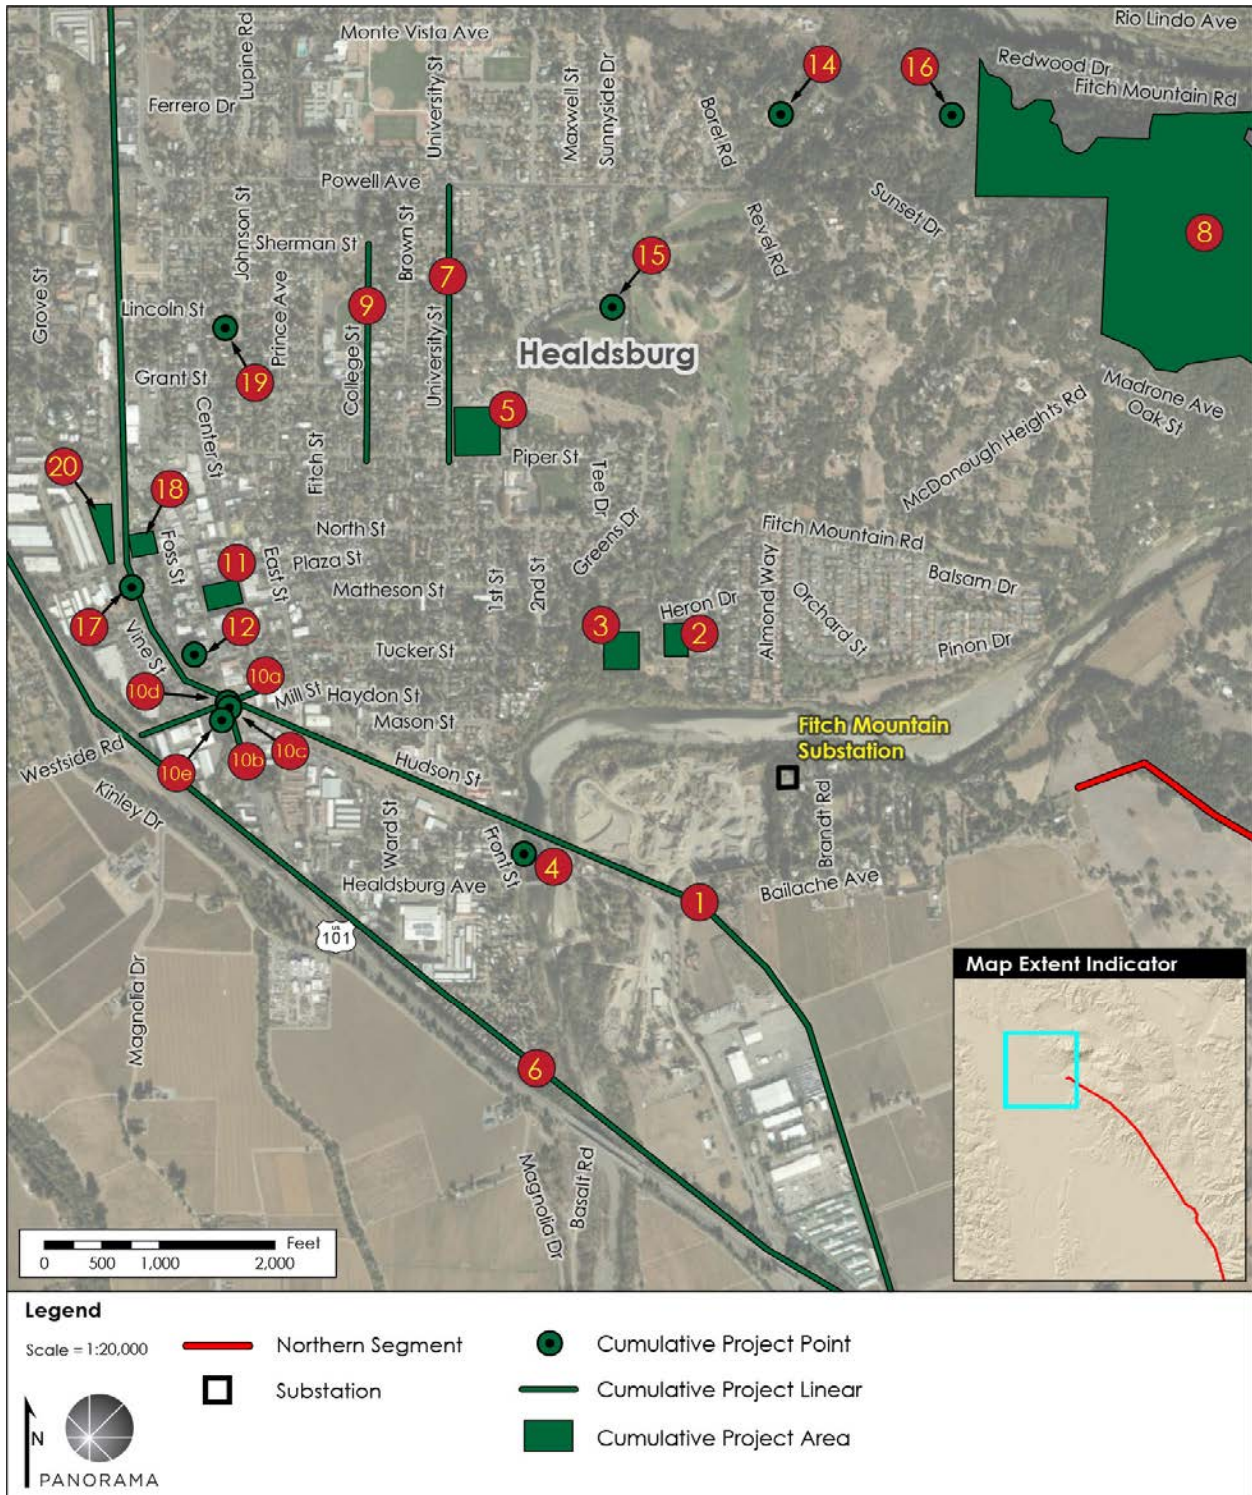 Rio Lindo Ave
Monte Vista Ave
Lupine Rd
University St
Maxwell St
Sunnyside Dr
14
16
Redwood Dr
Fitch Mountain Rd
Ferrero Dr
Borel Rd
Powell Ave
Sunset Dr
Johnson St
Sherman St
Brown St
Revel Rd
8
15
7
Grove St
Lincoln St
Prince Ave
9
College St
University St
Healdsburg
19
Grant St
Center St
5
Madrone Ave
Oak St
McDonough Heights Rd
Fitch St
Piper St
Tee Dr
20
18
Foss St
North St
Greens Dr
Fitch Mountain Rd
11
East St
Plaza St
Matheson St
1st St
2nd St
Almond Way
Balsam Dr
Heron Dr
Orchard St
17
12
3
2
Vine St
Tucker St
Pinon Dr
10a
10d
Mill St
Haydon St
Mason St
Fitch Mountain
Substation
Westside Rd
10e
10b
10c
Hudson St
Kinley Dr
Brandt Rd
Ward St
Front St
4
Healdsburg Ave
Bailache Ave
1
US
101
Magnolia Dr
Map Extent Indicator
6
Magnolia Dr
Basalt Rd
Feet
0 500 1,000 2,000
Legend
Scale = 1:20,000
Northern Segment
Substation
Cumulative Project Point
Cumulative Project Linear
Cumulative Project Area
N
PANORAMA